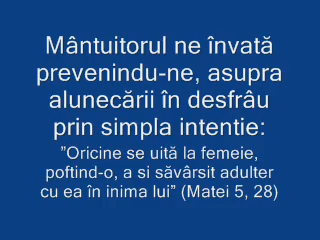 Mântuitorul ne învată
prevenindu-ne, asupra
alunecării în desfrâu
prin simpla intentie:
”Oricine se uită la femeie,
poftind-o, a si săvârsit adulter
cu ea în inima lui” (Matei 5, 28)